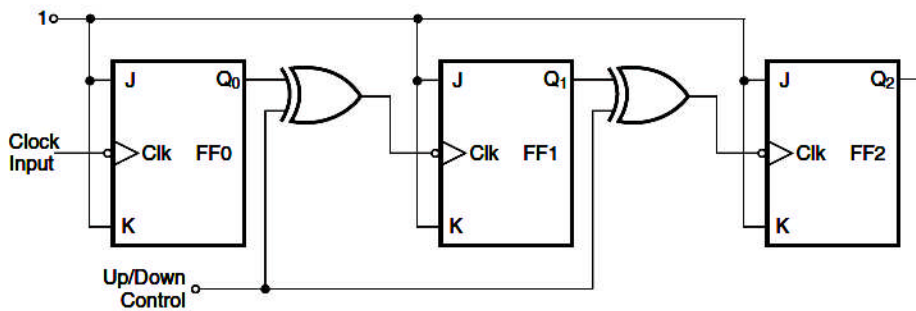 1
J Q0
Clock Input
Clk FF0
K
J Q1
Clk FF1
K
J Q2
Clk FF2
K
Up/Down
Control